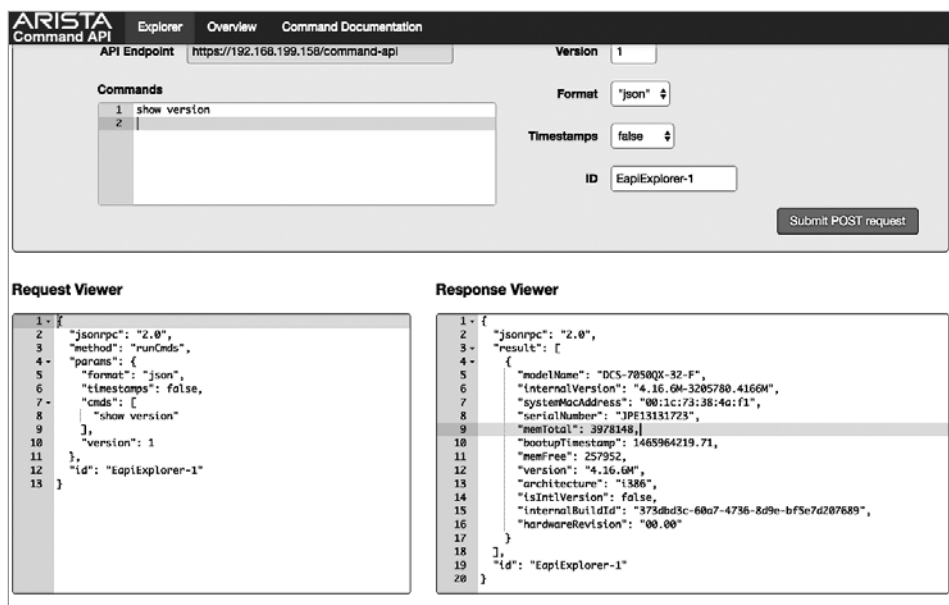 ARISTA
Command API
Explorer Overview Command Documentation
API Endpoint https://192.168.199.158/command-api
Version 1
Commands
1 show version
2
Format "json"
Timestamps false
ID EapiExplorer-1
Submit POST request
Request Viewer
1 {
2 "jsonrpc": "2.0",
3 "method": "runCmds",
4 "params": {
5 "format": "json",
6 "timestamps": false,
7 "cmds": [
8 "show version"
9 ],
10 "version": 1
11 },
12 "id": "EapiExplorer-1"
13 }
Response Viewer
1 {
2 "jsonrpc": "2.0",
3 "result": [
4 {
5 "modelName": "DCS-7050QX-32-F",
6 "internalVersion": "4.16.6M-3205780.4166M",
7 "systemMacAddress": "00:1c:73:38:4a:f1",
8 "serialNumber": "JPE13131723",
9 "memTotal": 3978148,
10 "bootupTimestamp": 1465964219.71,
11 "memFree": 257952,
12 "version": "4.16.6M",
13 "architecture": "i386",
14 "isIntlVersion": false,
15 "internalBuildId": "373dbd3c-60a7-4736-8d9e-bf5e7d207689",
16 "hardwareRevision": "00.00"
17 }
18 ],
19 "id": "EapiExplorer-1"
20 }